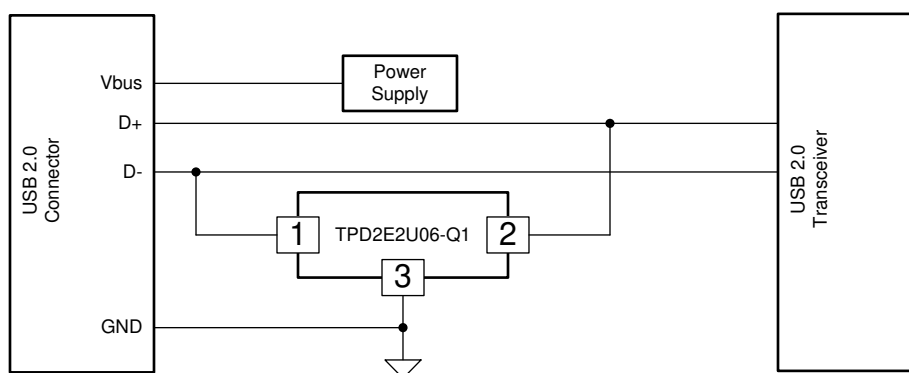 USB 2.0
Connector
Vbus
D+
D-
GND
Power
Supply
1
TPD2E2U06-Q1
2
3
USB 2.0
Transceiver